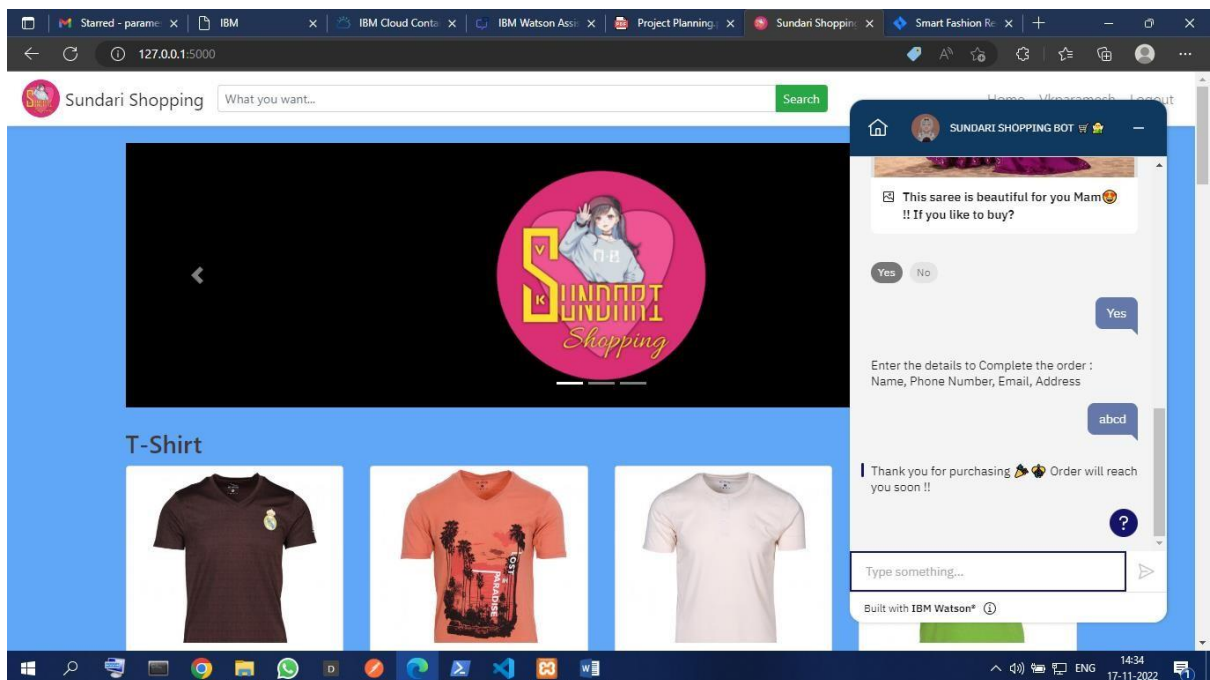 Starred - parame
IBM
IBM Cloud Conta
IBM Watson Assis
Project Planning.
Sundari Shopping
Smart Fashion Re
127.0.0.1:5000
Sundari Shopping
What you want...
Search
Home Vkparamesh Logout
SUNDARI SHOPPING BOT
This saree is beautiful for you Mam
!! If you like to buy?
Yes
No
Yes
Enter the details to Complete the order :
Name, Phone Number, Email, Address
abcd
Thank you for purchasing Order will reach
you soon !!
?
Type something...
Built with IBM Watson®
V
K
SUNDARI
Shopping
T-Shirt
LOST
PARADISE
ENG
14:34
17-11-2022